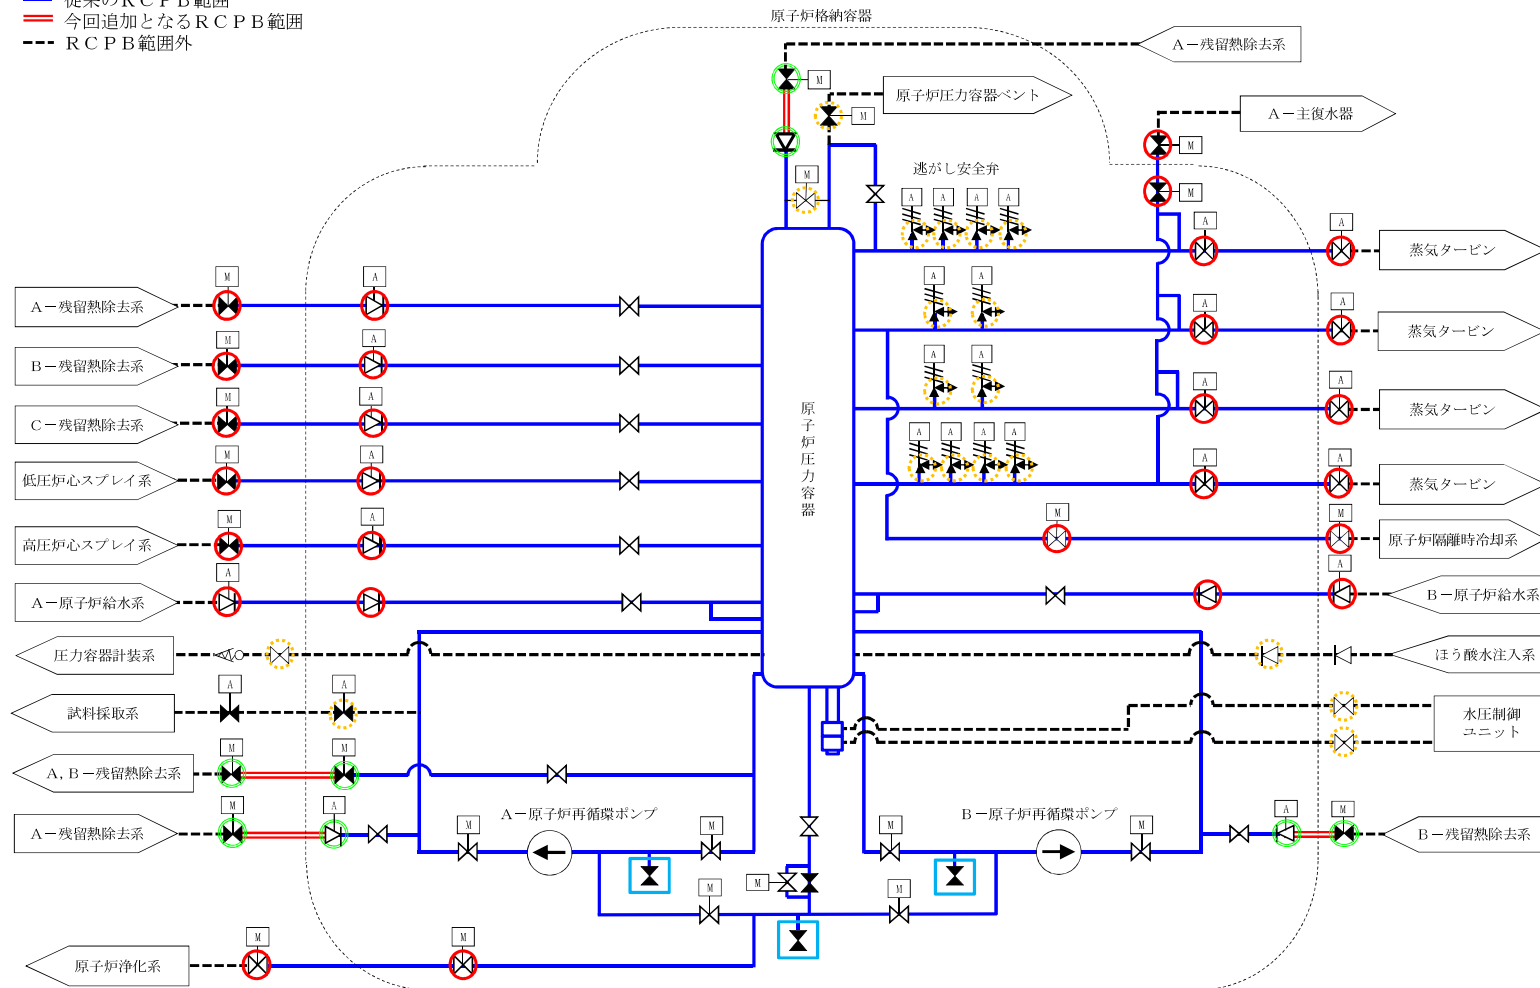 従来のＲＣＰＢ範囲
今回追加となるＲＣＰＢ範囲
ＲＣＰＢ範囲外
原子炉格納容器
A－残留熱除去系
M
原子炉圧力容器ベント
M
A－主復水器
M
M
M
逃がし安全弁
A A A A
A A
M A
A－残留熱除去系
蒸気タービン
A A
A A
M A
B－残留熱除去系
蒸気タービン
A A
A A
M A
C－残留熱除去系
蒸気タービン
A A A A
A A
M A
低圧炉心スプレイ系
蒸気タービン
原子炉圧力容器
M A
高圧炉心スプレイ系
M M
原子炉隔離時冷却系
A
A－原子炉給水系
A
B－原子炉給水系
圧力容器計装系
ほう酸水注入系
A A
試料採取系
水圧制御
ユニット
M M
A, B－残留熱除去系
M A
A－残留熱除去系
A－原子炉再循環ポンプ
B－原子炉再循環ポンプ
A M
B－残留熱除去系
M M M M
M M M
M M
原子炉浄化系